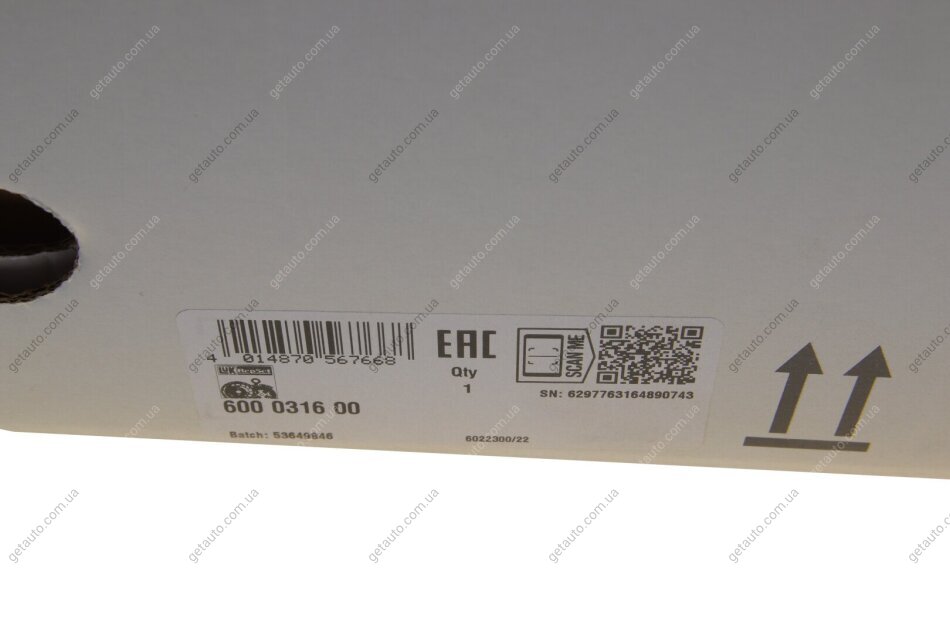 4 014870 567668
EAC
Qty
1
SCAN ME
SN: 6297763164890743
LUK
600 0316 00
Batch: 53649846
6022300/22
getauto.com.ua